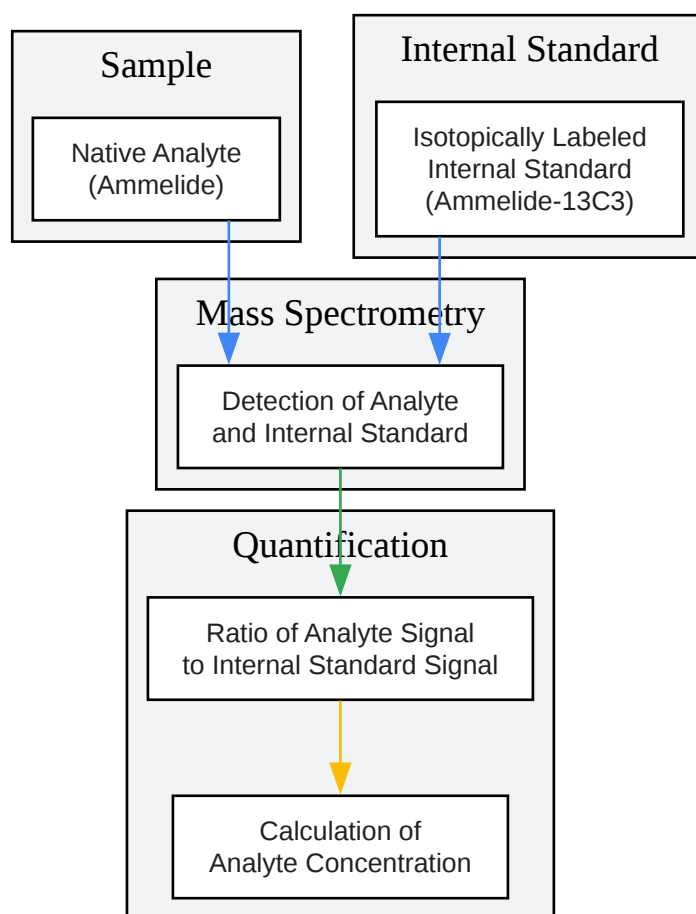 Sample
Native Analyte
(Ammelide)
Internal Standard
Isotopically Labeled
Internal Standard
(Ammelide-13C3)
Mass Spectrometry
Detection of Analyte
and Internal Standard
Quantification
Ratio of Analyte Signal
to Internal Standard Signal
Calculation of
Analyte Concentration